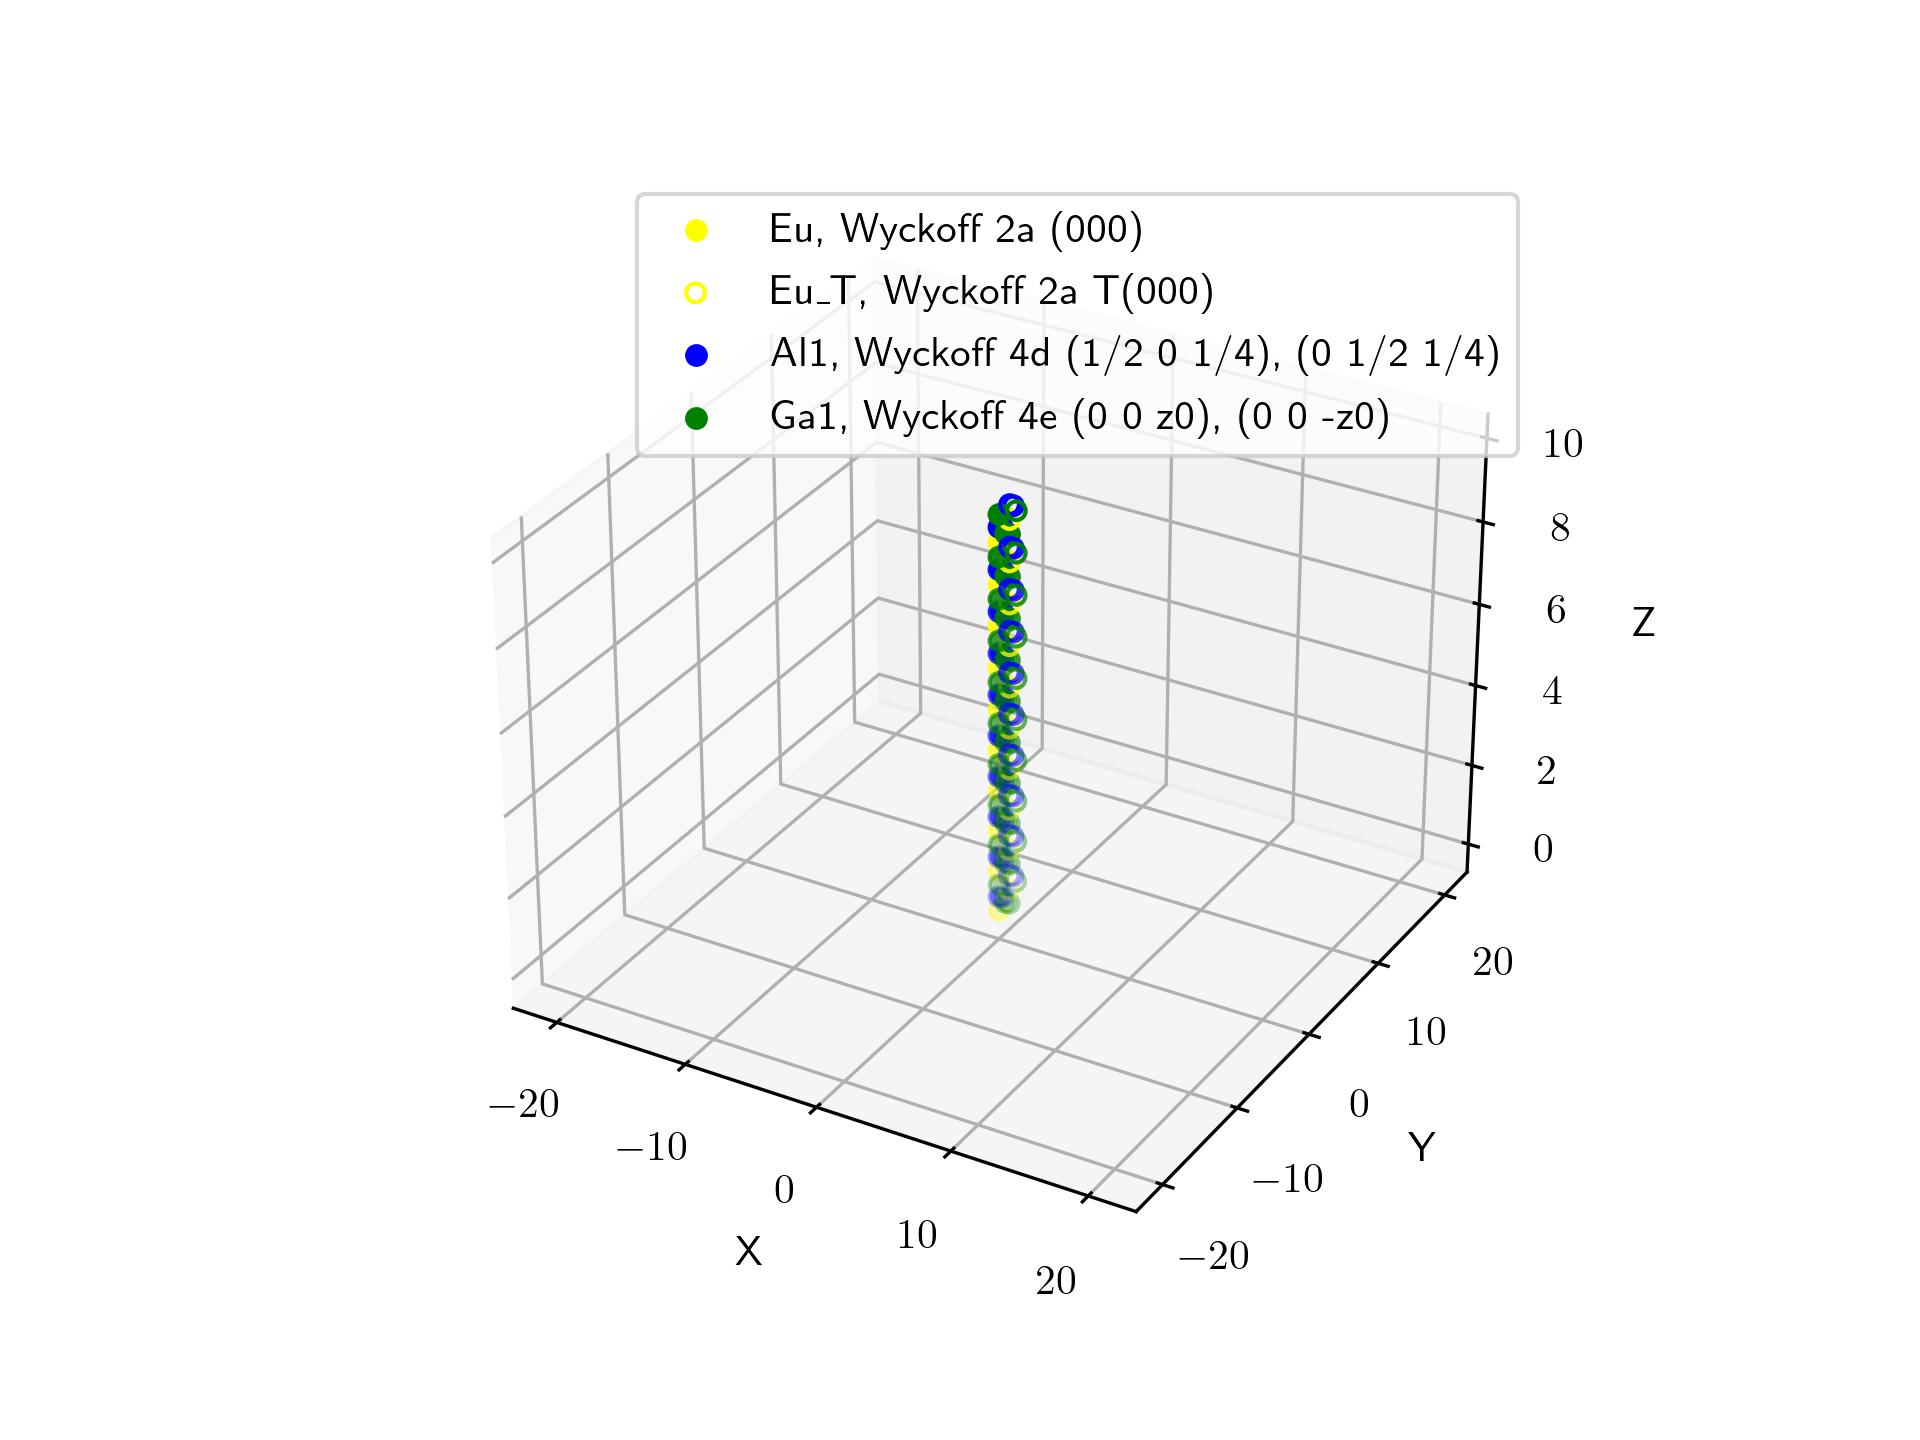 Eu, Wyckoff 2a (000)
Eu_T, Wyckoff 2a T(000)
Al1, Wyckoff 4d (1/2 0 1/4), (0 1/2 1/4)
Ga1, Wyckoff 4e (0 0 z0), (0 0 -z0)
10
8
6
4
2
0
Z
20
10
0
−10
−20
Y
−20
−10
0
10
20
X